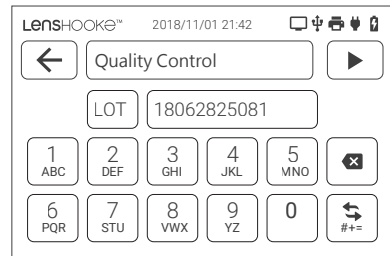 LENSHOOKE™ 2018/11/01 21:42
Quality Control
LOT 18062825081
1 2 3 4 5
ABC DEF GHI JKL MNO
6 7 8 9 0
PQR STU VWX YZ #+=